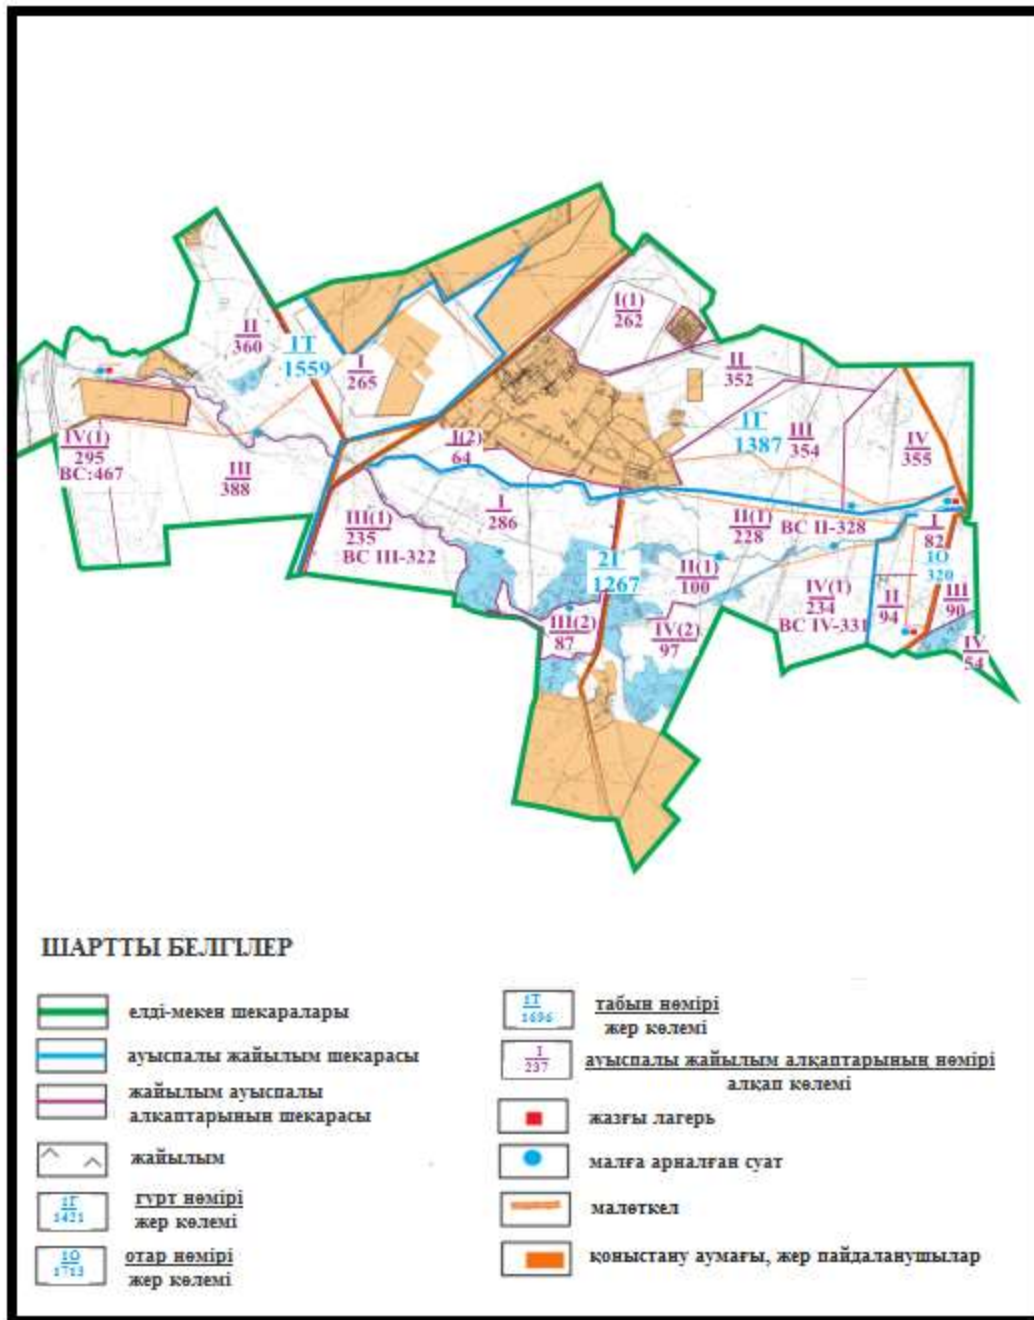 I(1)
262
II
360
1Т
1559
I
265
II
352
1Г
1387
III
354
IV
355
IV(1)
295
ВС:467
III
388
I(2)
64
I
286
III(1)
235
ВС III-322
II(1)
228
ВС II-328
I
82
1О
320
2Г
1267
II(1)
100
IV(1)
234
ВС IV-331
II
94
III
90
III(2)
87
IV(2)
97
IV
54
ШАРТТЫ БЕЛГІЛЕР
елді-мекен шекаралары
ауыспалы жайылым шекарасы
жайылым ауыспалы
алқаптарының шекарасы
жайылым
1Г
1421
гурт нөмірі
жер көлемі
1О
1713
отар нөмірі
жер көлемі
1Т
1696
табын нөмірі
жер көлемі
I
237
ауыспалы жайылым алқаптарының нөмірі
алқап көлемі
жазғы лагерь
малға арналған суат
малөткел
қоныстану аумағы, жер пайдаланушылар